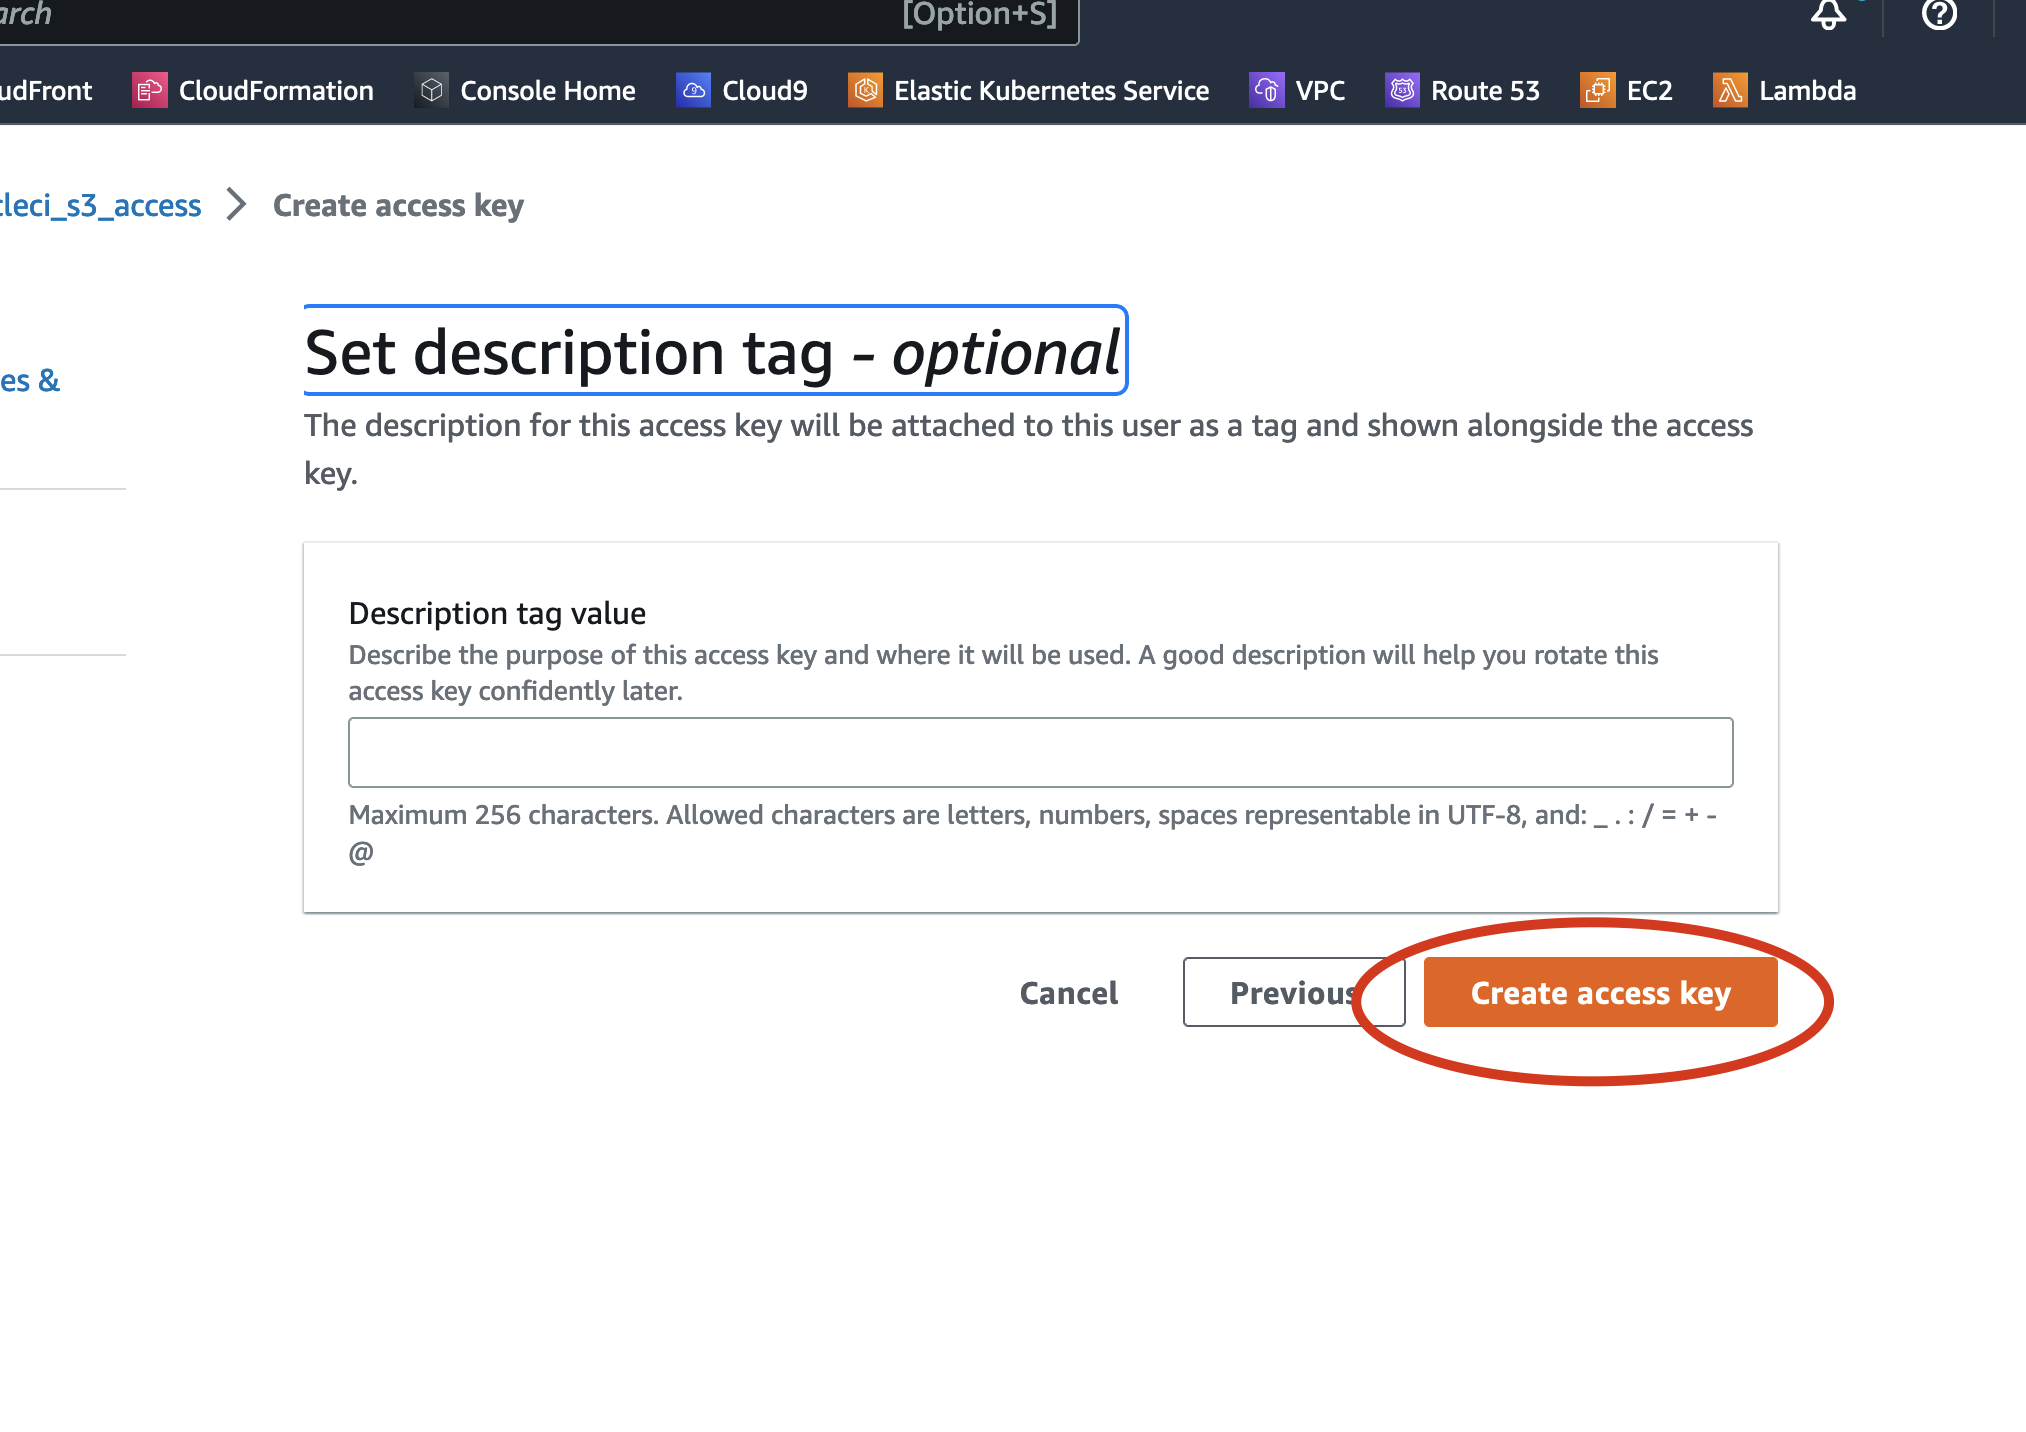 arch [Option+S]
udFront CloudFormation Console Home Cloud9 Elastic Kubernetes Service VPC Route 53 EC2 Lambda
leci_s3_access > Create access key
Set description tag - optional
es &
The description for this access key will be attached to this user as a tag and shown alongside the access
key.
Description tag value
Describe the purpose of this access key and where it will be used. A good description will help you rotate this
access key confidently later.
Maximum 256 characters. Allowed characters are letters, numbers, spaces representable in UTF-8, and: _ . : / = + -
@
Cancel Previous Create access key